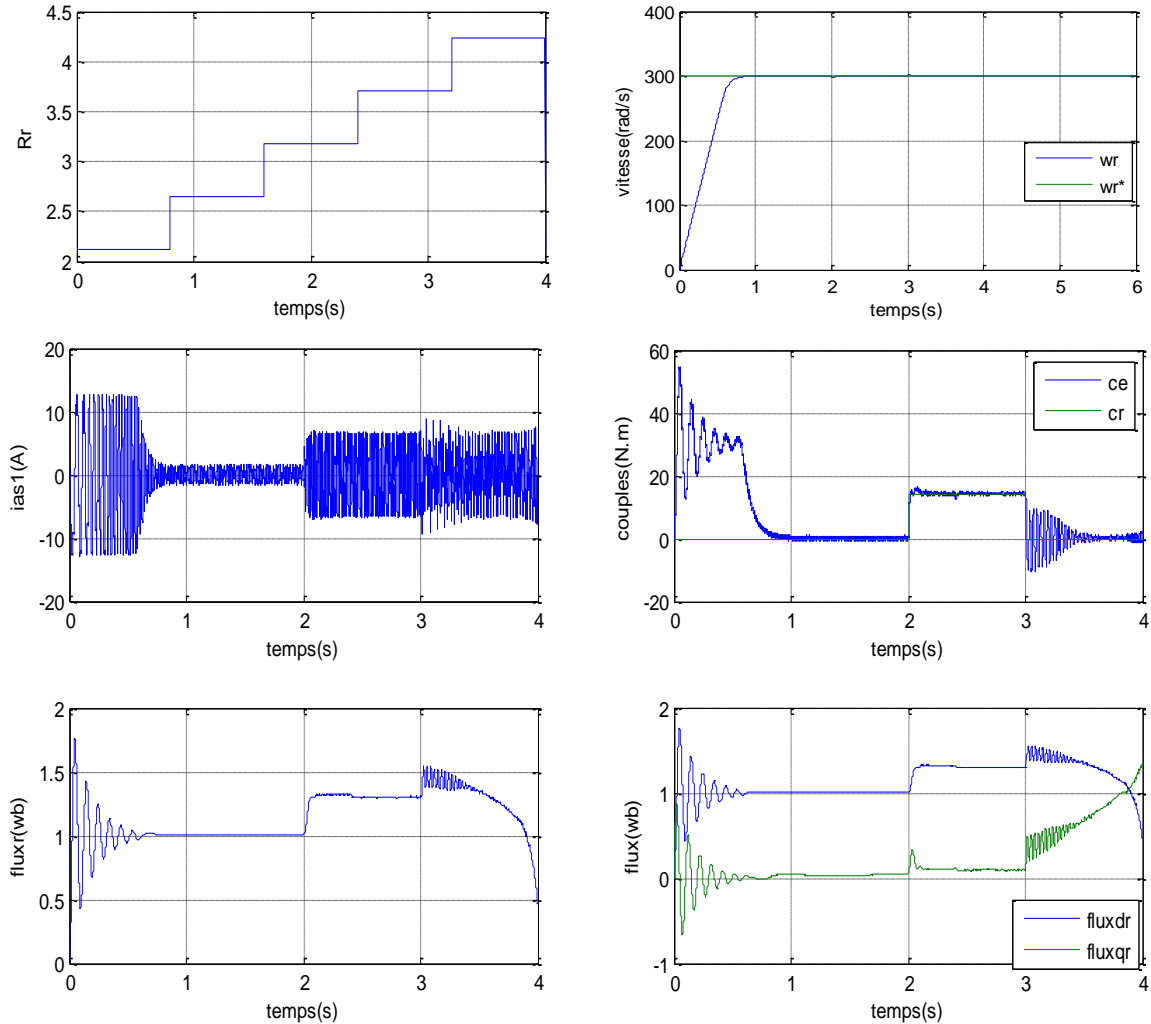 4.5
4
3.5
3
2.5
2
Rr
0 1 2 3 4
temps(s)
400
300
200
100
0
vitesse(rad/s)
wr
wr*
0 1 2 3 4 5 6
temps(s)
20
10
0
-10
-20
ias1(A)
0 1 2 3 4
temps(s)
60
40
20
0
-20
couples(N.m)
ce
cr
0 1 2 3 4
temps(s)
2
1.5
1
0.5
0
fluxr(wb)
0 1 2 3 4
temps(s)
2
1
0
-1
flux(wb)
fluxdr
fluxqr
0 1 2 3 4
temps(s)